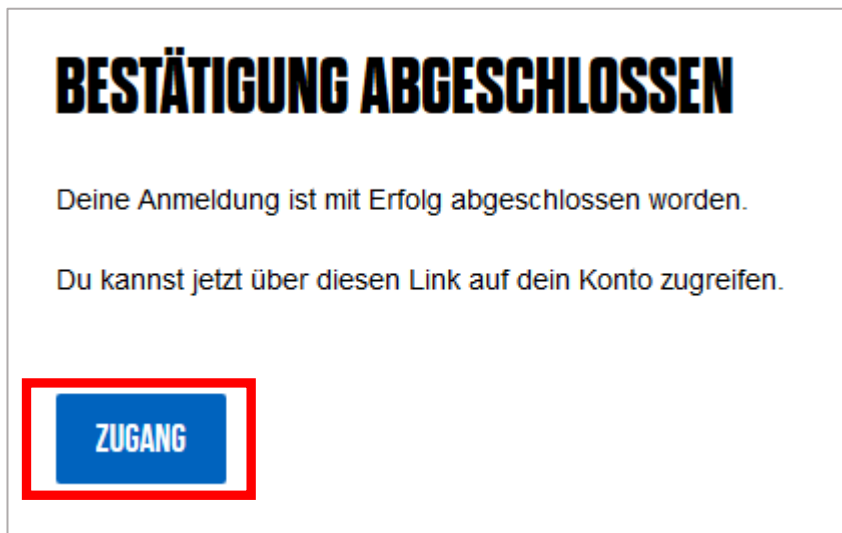 BESTÄTIGUNG ABGESCHLOSSEN
Deine Anmeldung ist mit Erfolg abgeschlossen worden.
Du kannst jetzt über diesen Link auf dein Konto zugreifen.
ZUGANG